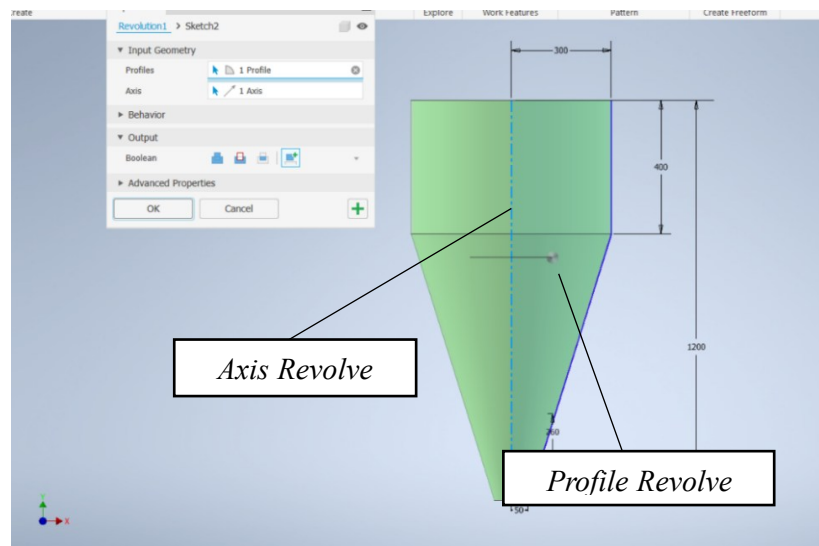 Create
Explore
Work Features
Pattern
Create Freeform
Revolution1 > Sketch2
Input Geometry
Profiles
1 Profile
Axis
1 Axis
Behavior
Output
Boolean
Advanced Properties
OK
Cancel
300
400
1200
Axis Revolve
Profile Revolve
50
Y
X